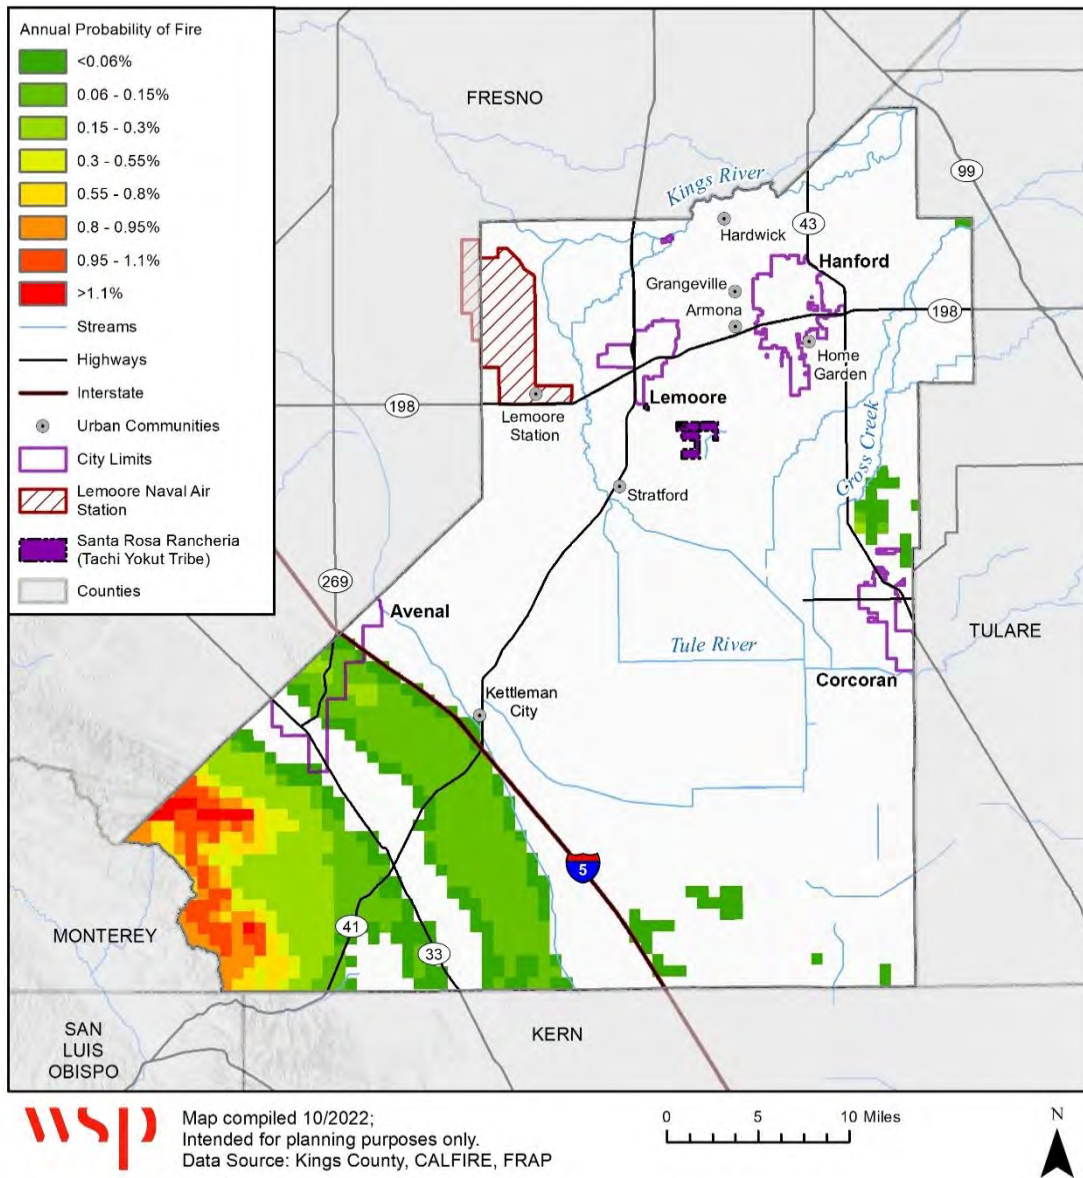 Annual Probability of Fire
<0.06%
0.06 - 0.15%
0.15 - 0.3%
0.3 - 0.55%
0.55 - 0.8%
0.8 - 0.95%
0.95 - 1.1%
>1.1%
Streams
Highways
Interstate
Urban Communities
City Limits
Lemoore Naval Air
Station
Santa Rosa Rancheria
(Tachi Yokut Tribe)
Counties
FRESNO
99
Kings River
43
Hardwick
Hanford
Grangeville
Armona
198
Home
Garden
198
Lemoore
Station
Lemoore
Cross Creek
Stratford
269
Avenal
TULARE
Tule River
Corcoran
Kettleman
City
5
MONTEREY
41
33
SAN
LUIS
OBISPO
KERN
wsp
Map compiled 10/2022;
Intended for planning purposes only.
Data Source: Kings County, CALFIRE, FRAP
0 5 10 Miles
N